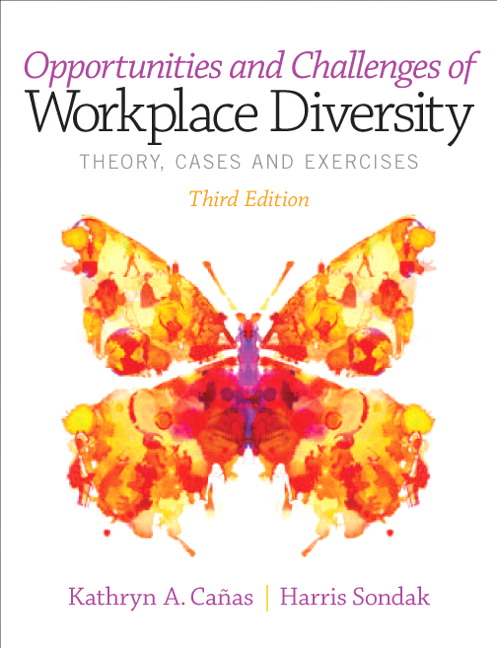 Opportunities and Challenges of
Workplace Diversity
THEORY, CASES AND EXERCISES
Third Edition
Kathryn A. Cañas | Harris Sondak